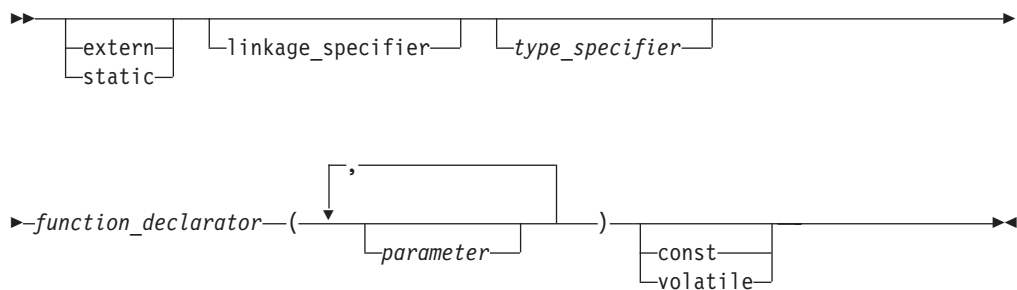 extern linkage_specifier type_specifier
static
,
function_declarator ( )
parameter const
volatile